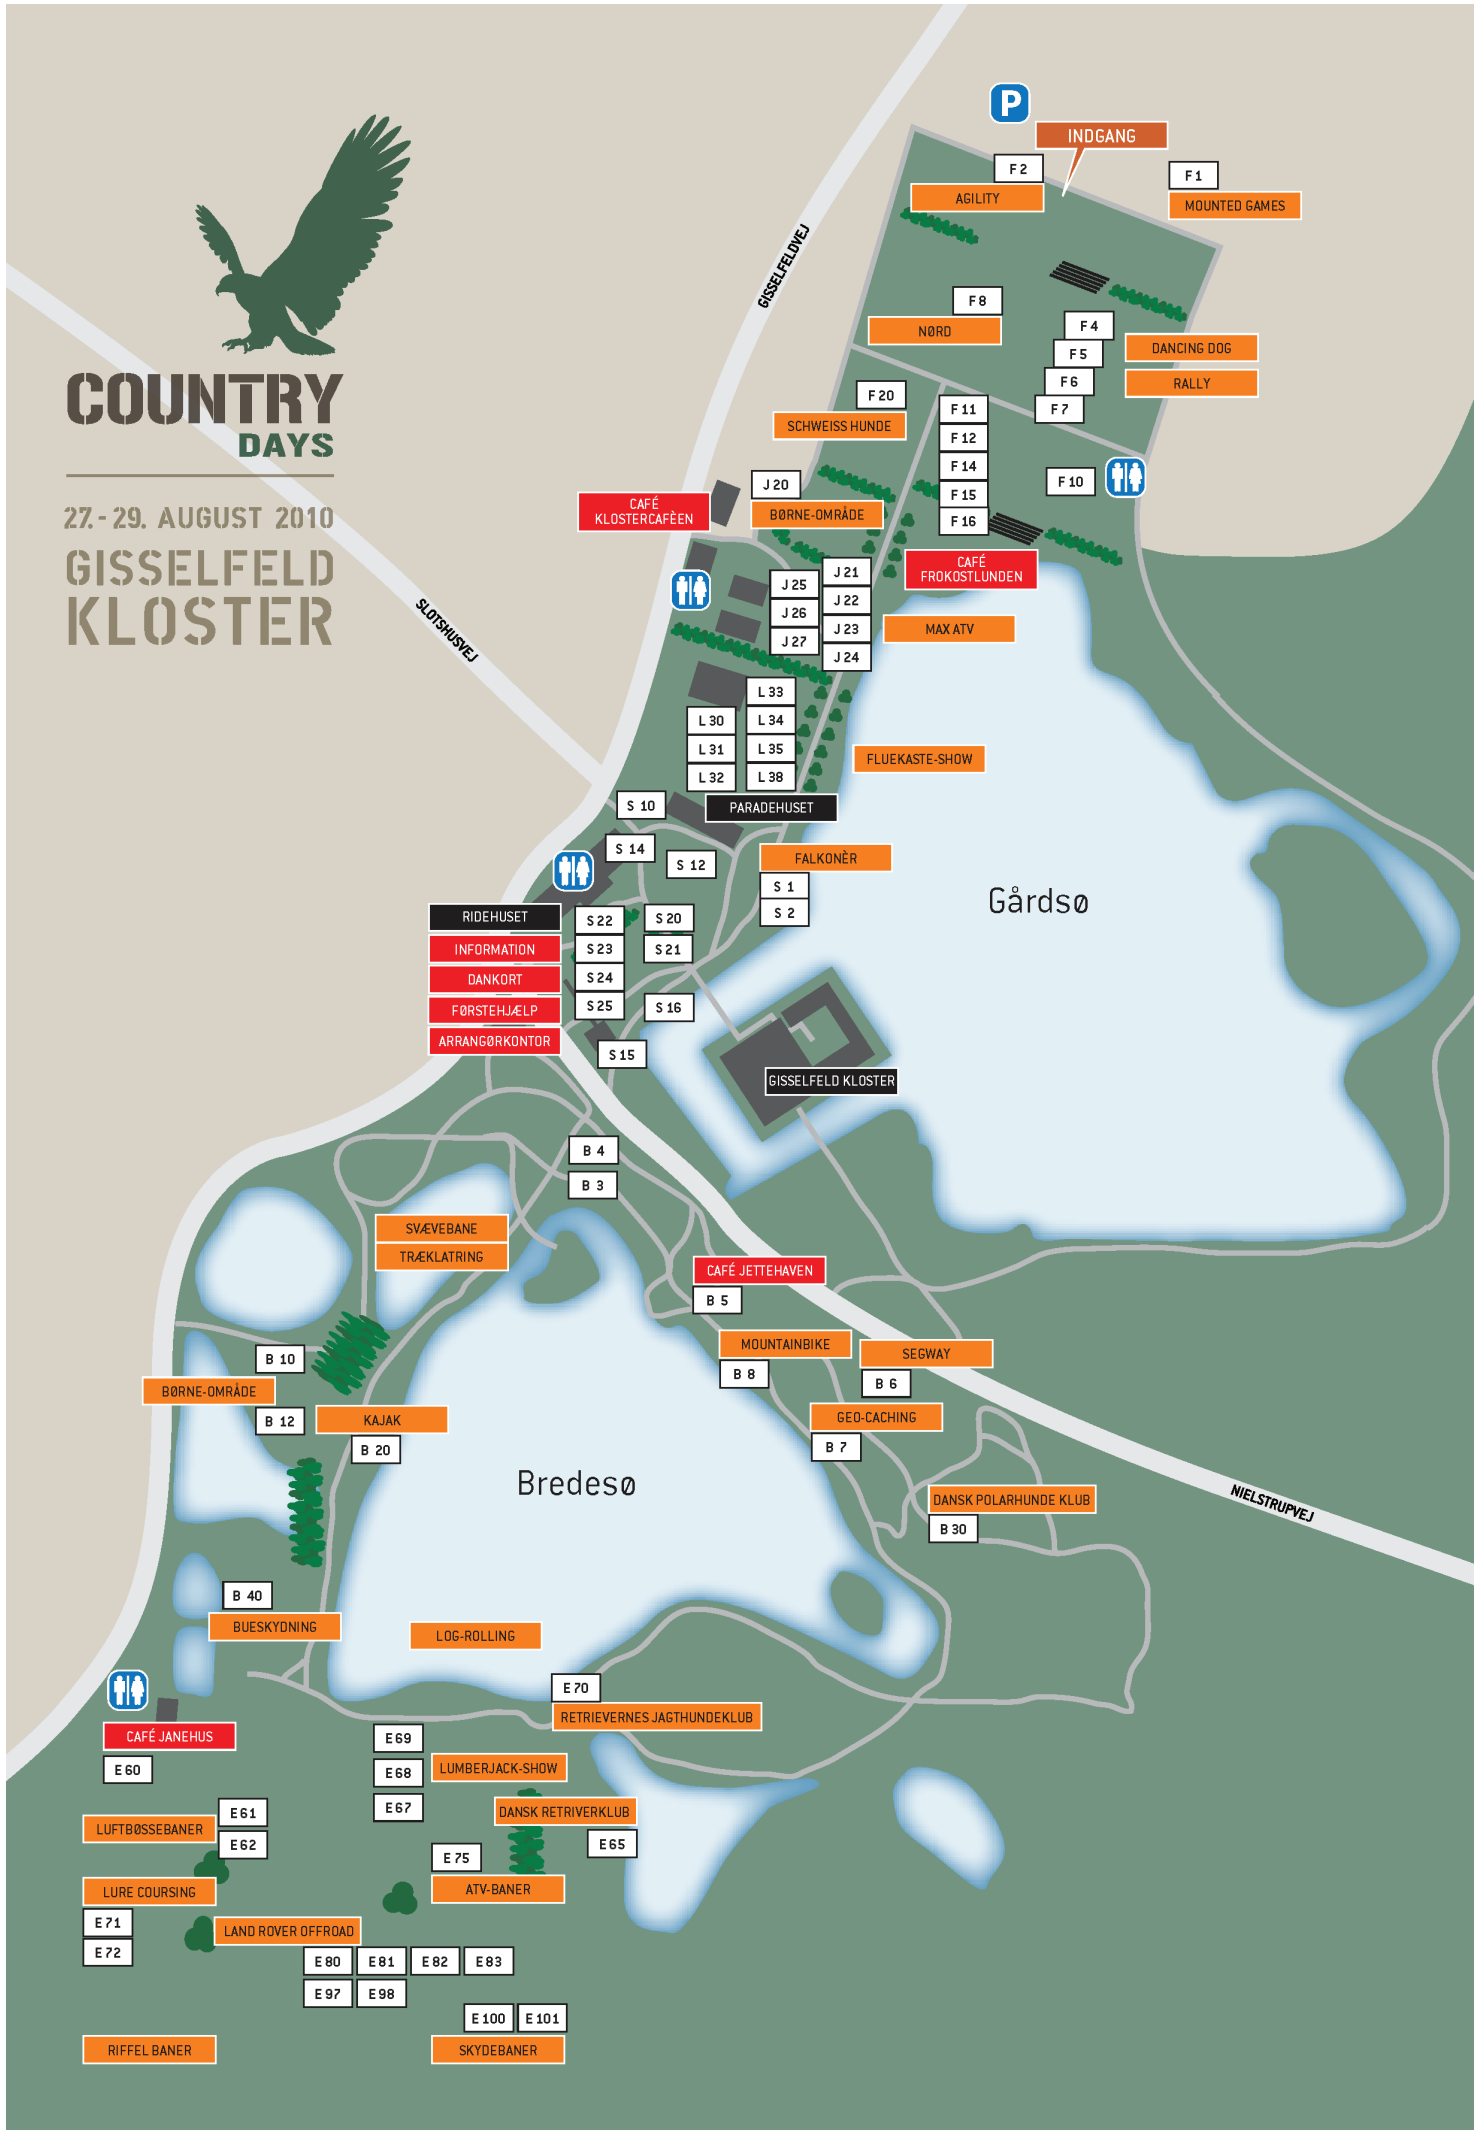 P
INDGANG
F 2
AGILITY
F 1
MOUNTED GAMES
COUNTRY
DAYS
27.-29. AUGUST 2010
GISSELFELD
KLOSTER
GISSELFELDVEJ
SLOTSHUSVEJ
F 8
NØRD
F 4
F 5
F 6
F 7
DANCING DOG
RALLY
F 20
SCHWEISS HUNDE
F 11
F 12
F 14
F 15
F 16
F 10
J 20
BØRNE-OMRÅDE
CAFÉ
KLOSTERCAFÈEN
CAFÉ
FROKOSTLUNDEN
J 21
J 22
J 23
J 24
J 25
J 26
J 27
MAX ATV
L 33
L 34
L 35
L 38
L 30
L 31
L 32
FLUEKASTE-SHOW
S 10
PARADEHUSET
S 14
S 12
FALKONÈR
S 1
S 2
Gårdsø
RIDEHUSET
INFORMATION
DANKORT
FØRSTEHJÆLP
ARRANGØRKONTOR
S 22
S 23
S 24
S 25
S 20
S 21
S 16
S 15
GISSELFELD KLOSTER
B 4
B 3
SVÆVEBANE
TRÆKLATRING
CAFÉ JETTEHAVEN
B 5
MOUNTAINBIKE
B 8
SEGWAY
B 6
GEO-CACHING
B 7
B 10
BØRNE-OMRÅDE
B 12
KAJAK
B 20
Bredesø
DANSK POLARHUNDE KLUB
B 30
NIELSTRUPVEJ
B 40
BUESKYDNING
LOG-ROLLING
E 70
RETRIEVERNES JAGTHUNDEKLUB
CAFÉ JANEHUS
E 60
E 69
E 68
E 67
LUMBERJACK-SHOW
DANSK RETRIVERKLUB
E 65
LUFTBØSSEBANER
E 61
E 62
E 75
ATV-BANER
LURE COURSING
E 71
E 72
LAND ROVER OFFROAD
E 80
E 81
E 82
E 83
E 97
E 98
E 100
E 101
RIFFEL BANER
SKYDEBANER